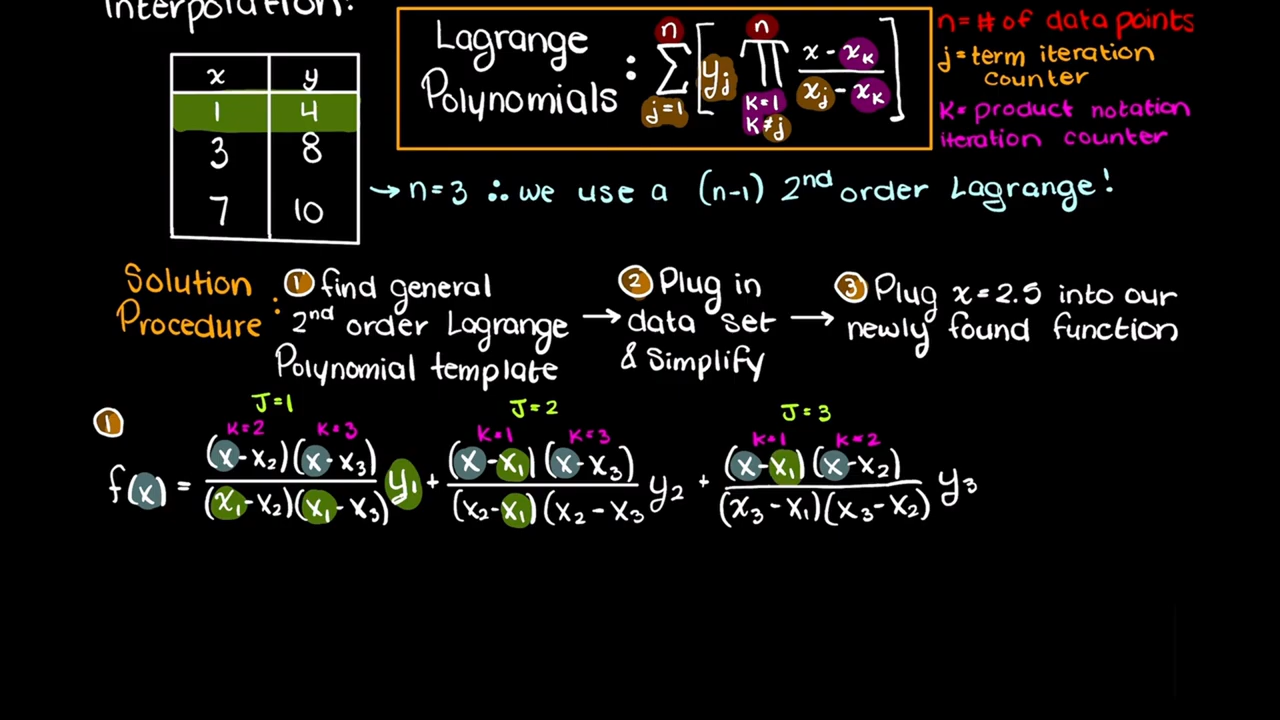 Interpolation:
x y
1 4
3 8
7 10
Lagrange Polynomials : n Σ j=1 [ yⱼ n ∏ k=1 k≠j (x - xₖ)/(xⱼ - xₖ) ]
n = # of data points
j = term iteration
counter
K = product notation
iteration counter
→ n = 3 ∴ we use a (n-1) 2nd order Lagrange!
Solution
Procedure :
① find general
2nd order Lagrange
Polynomial template
→
② Plug in
data set
& Simplify
→
③ Plug x = 2.5 into our
newly found function
①
J=1 J=2 J=3
K=2 K=3 K=1 K=3 K=1 K=2
f(x) = (x-x₂)(x-x₃)/(x₁-x₂)(x₁-x₃) y₁ + (x-x₁)(x-x₃)/(x₂-x₁)(x₂-x₃ y₂ + (x-x₁)(x-x₂)/(x₃-x₁)(x₃-x₂) y₃